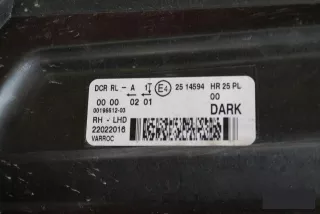 DCR RL - A 1 E4 25 14594 HR 25 PL
00 00 02 01 00
00196612-03 DARK
RH - LHD
22022016
VARROC